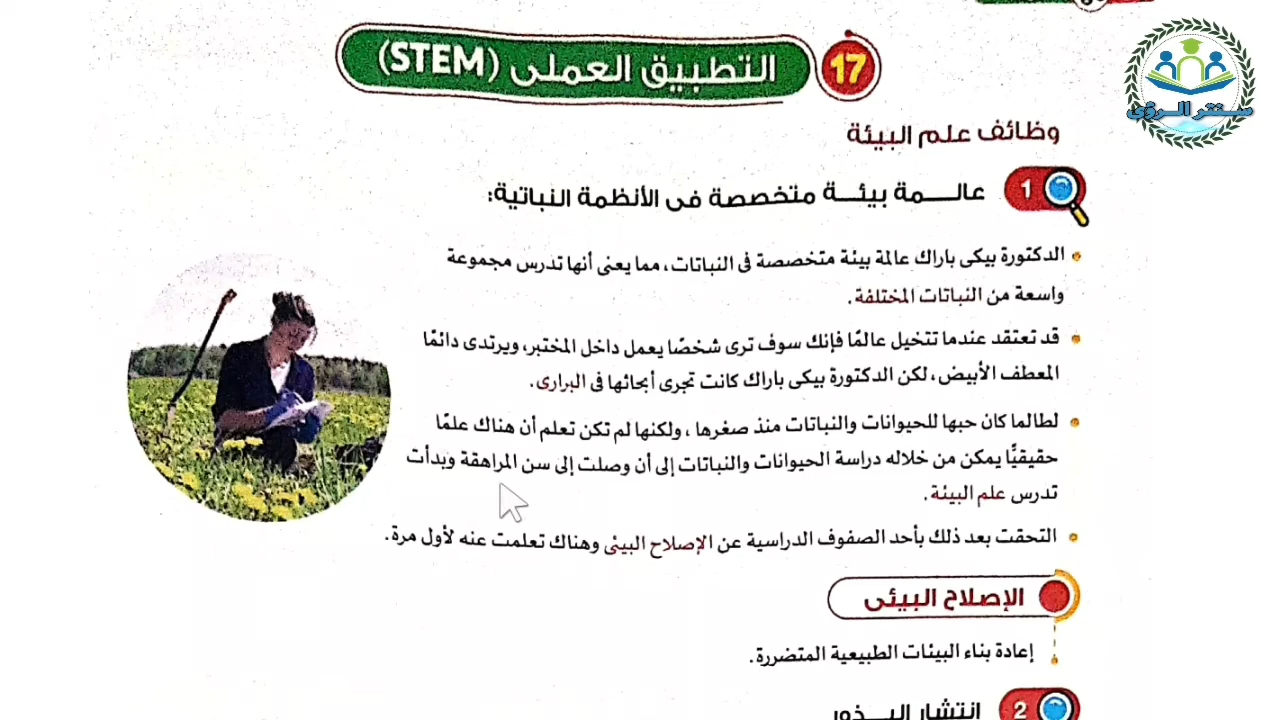 17 التطبيق العملى (STEM)
سنتر الرؤى
وظائف علم البيئة
1 عالـــمة بيئـــة متخصصة فى الأنظمة النباتية:
الدكتورة بيكى باراك عالمة بيئة متخصصة فى النباتات، مما يعنى أنها تدرس مجموعة
واسعة من النباتات المختلفة.
قد تعتقد عندما تتخيل عالمًا فإنك سوف ترى شخصًا يعمل داخل المختبر، ويرتدى دائمًا
المعطف الأبيض، لكن الدكتورة بيكى باراك كانت تجرى أبحاثها فى البرارى.
لطالما كان حبها للحيوانات والنباتات منذ صغرها، ولكنها لم تكن تعلم أن هناك علمًا
حقيقيًّا يمكن من خلاله دراسة الحيوانات والنباتات إلى أن وصلت إلى سن المراهقة وبدأت
تدرس علم البيئة.
التحقت بعد ذلك بأحد الصفوف الدراسية عن الإصلاح البيئى وهناك تعلمت عنه لأول مرة.
الإصلاح البيئى
إعادة بناء البيئات الطبيعية المتضررة.
2 انتشار البـــذور